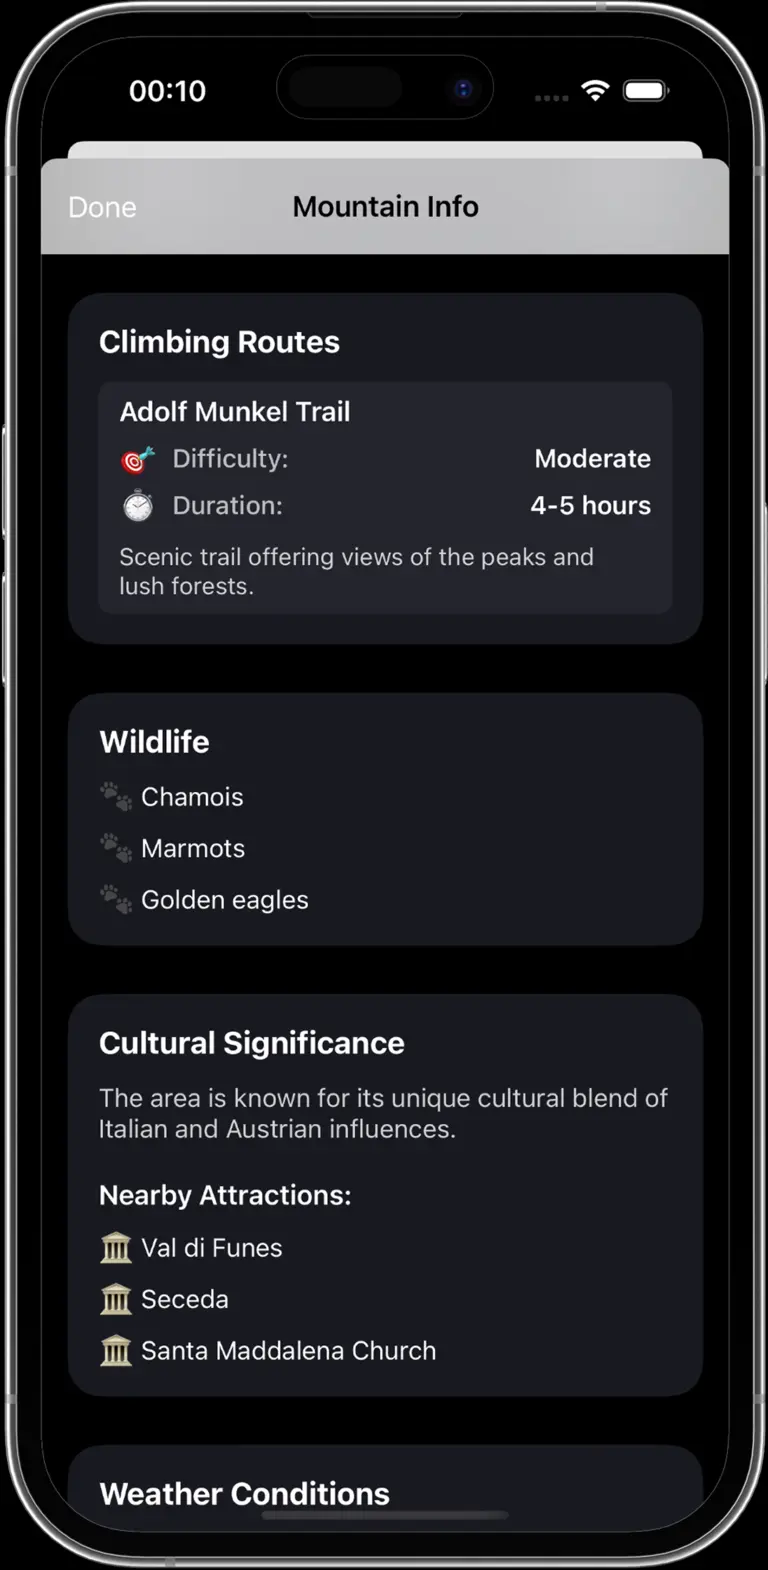 00:10
Done
Mountain Info
Climbing Routes
Adolf Munkel Trail
Difficulty: Moderate
Duration: 4-5 hours
Scenic trail offering views of the peaks and
lush forests.
Wildlife
Chamois
Marmots
Golden eagles
Cultural Significance
The area is known for its unique cultural blend of
Italian and Austrian influences.
Nearby Attractions:
Val di Funes
Seceda
Santa Maddalena Church
Weather Conditions